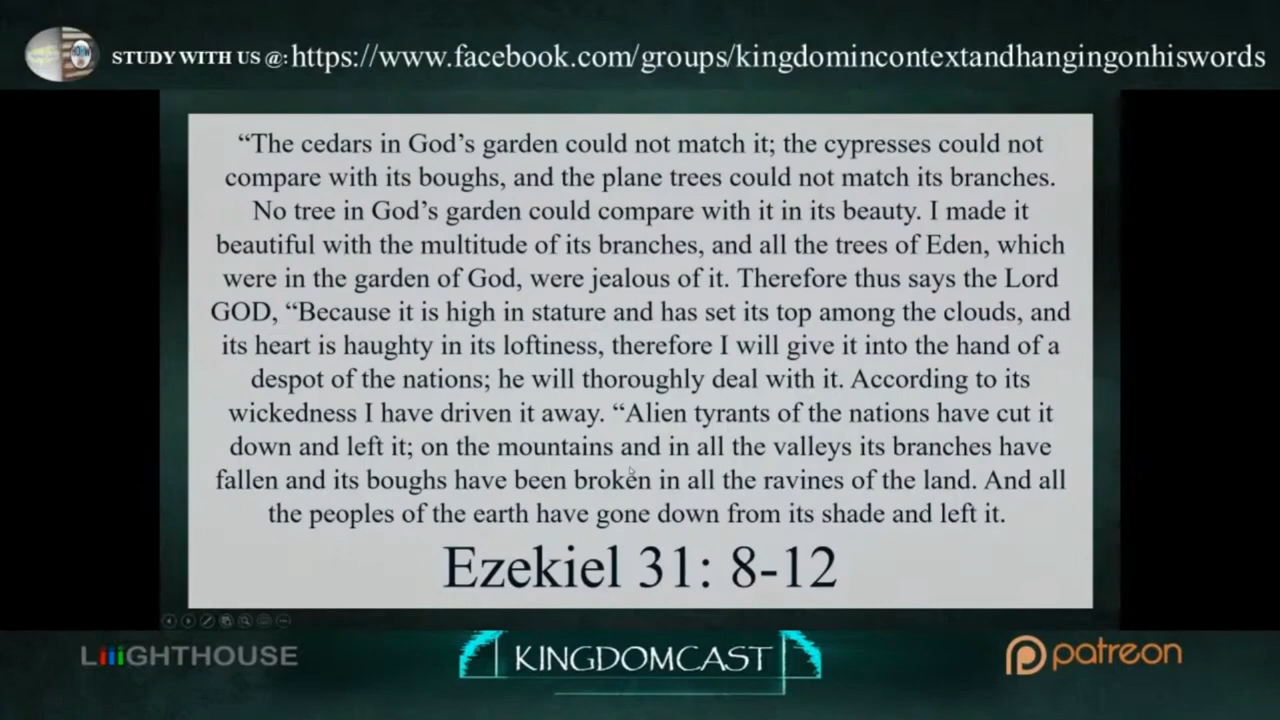 STUDY WITH US @: https://www.facebook.com/groups/kingdomincontextandhangingonhiswords
“The cedars in God’s garden could not match it; the cypresses could not
compare with its boughs, and the plane trees could not match its branches.
No tree in God’s garden could compare with it in its beauty. I made it
beautiful with the multitude of its branches, and all the trees of Eden, which
were in the garden of God, were jealous of it. Therefore thus says the Lord
GOD, “Because it is high in stature and has set its top among the clouds, and
its heart is haughty in its loftiness, therefore I will give it into the hand of a
despot of the nations; he will thoroughly deal with it. According to its
wickedness I have driven it away. “Alien tyrants of the nations have cut it
down and left it; on the mountains and in all the valleys its branches have
fallen and its boughs have been broken in all the ravines of the land. And all
the peoples of the earth have gone down from its shade and left it.
Ezekiel 31: 8-12
LiiiGHTHOUSE
KINGDOMCAST
patreon